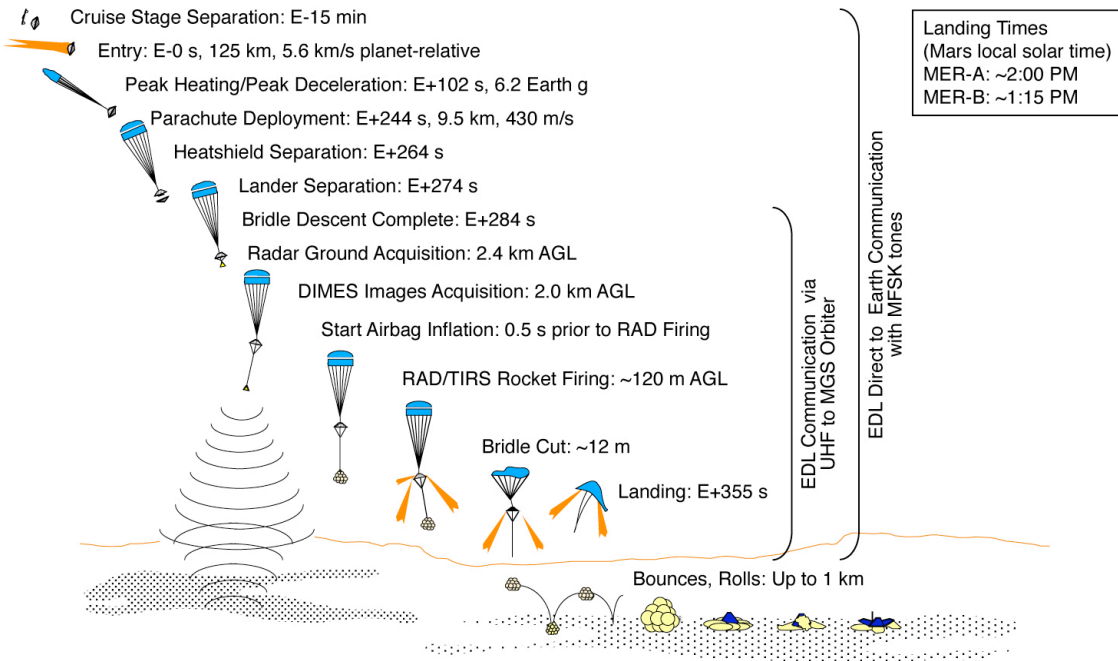 Cruise Stage Separation: E-15 min
Entry: E-0 s, 125 km, 5.6 km/s planet-relative
Peak Heating/Peak Deceleration: E+102 s, 6.2 Earth g
Parachute Deployment: E+244 s, 9.5 km, 430 m/s
Heatshield Separation: E+264 s
Lander Separation: E+274 s
Bridle Descent Complete: E+284 s
Radar Ground Acquisition: 2.4 km AGL
DIMES Images Acquisition: 2.0 km AGL
Start Airbag Inflation: 0.5 s prior to RAD Firing
RAD/TIRS Rocket Firing: ~120 m AGL
Bridle Cut: ~12 m
Landing: E+355 s
Bounces, Rolls: Up to 1 km
EDL Communication via
UHF to MGS Orbiter
EDL Direct to Earth Communication
with MFSK tones
Landing Times
(Mars local solar time)
MER-A: ~2:00 PM
MER-B: ~1:15 PM